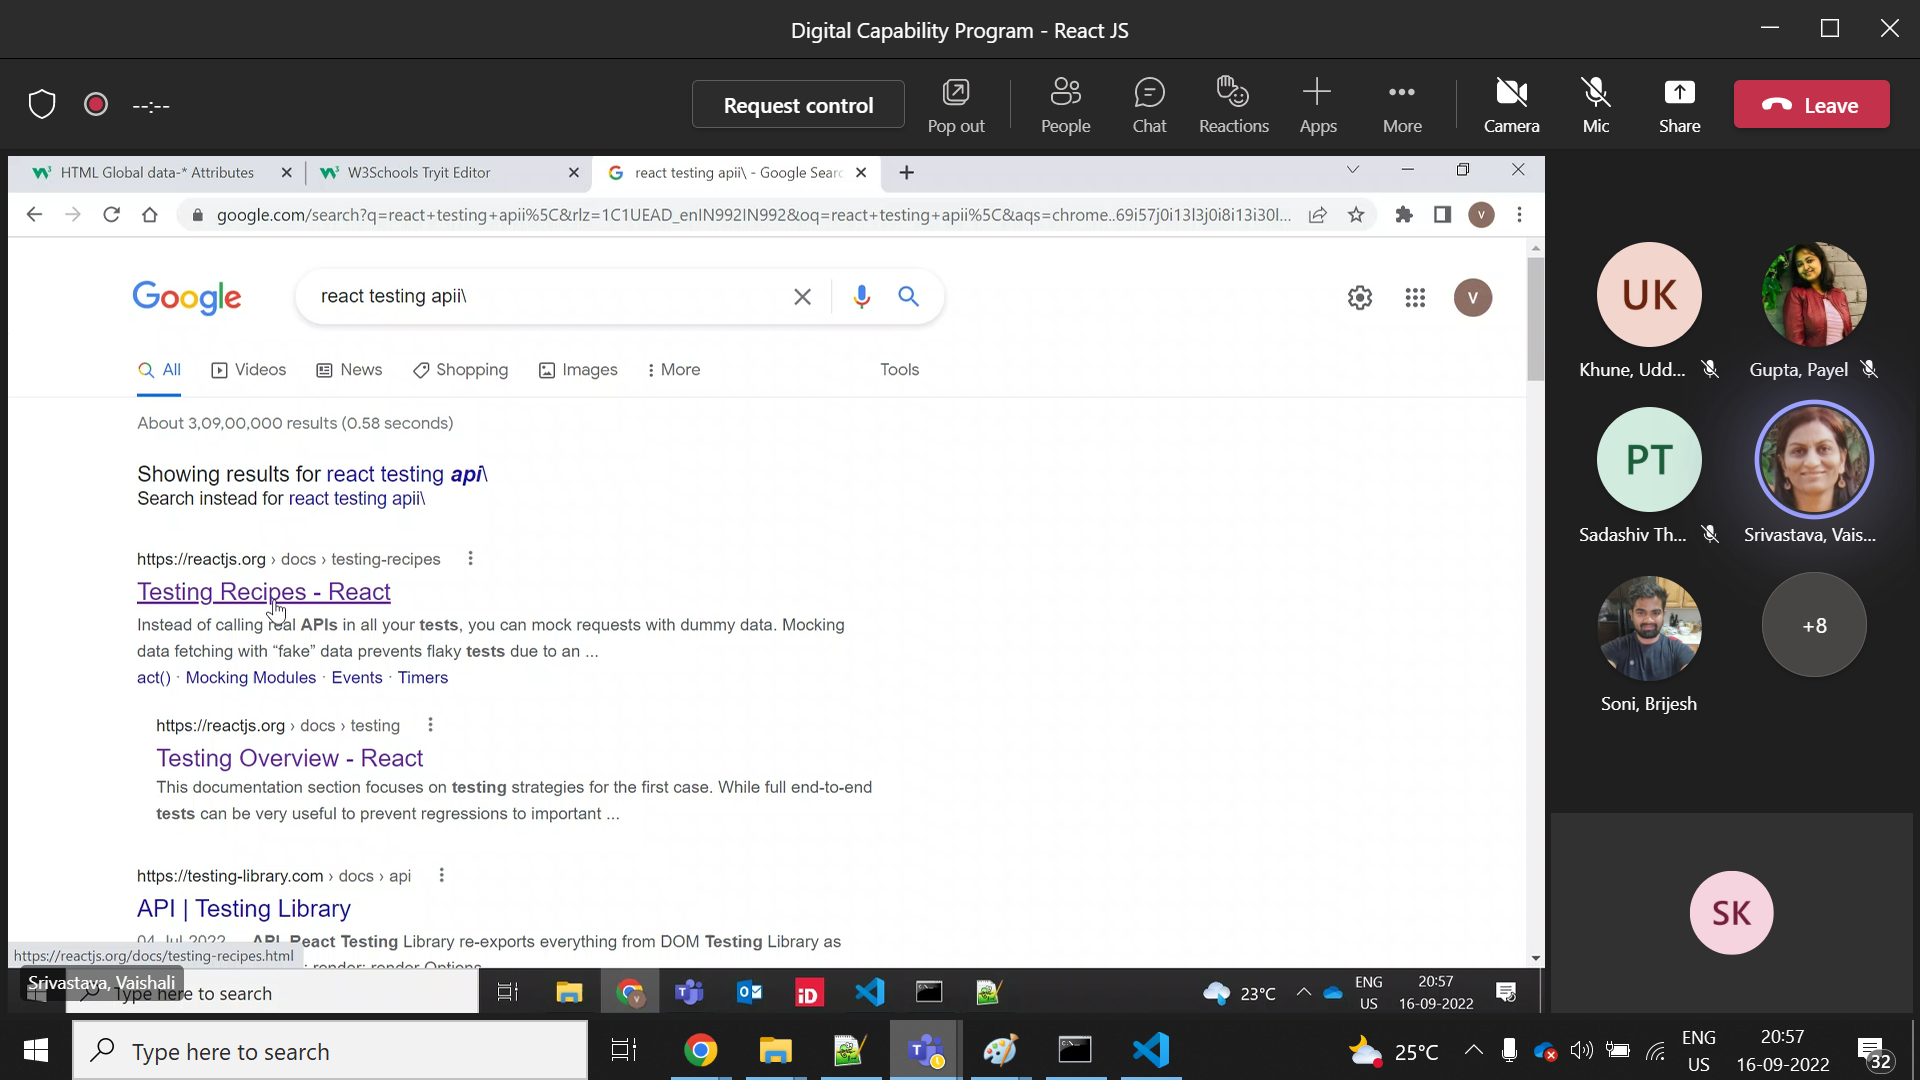 Digital Capability Program - React JS
--:--
Request control
Pop out
People
Chat
Reactions
Apps
More
Camera
Mic
Share
Leave
HTML Global data-* Attributes
W3Schools Tryit Editor
react testing apii\ - Google Searc
google.com/search?q=react+testing+apii%5C&rlz=1C1UEAD_enIN992IN992&oq=react+testing+apii%5C&aqs=chrome..69i57j0i13l3j0i8i13i30l...
V
Google
react testing apii\
V
All
Videos
News
Shopping
Images
More
Tools
About 3,09,00,000 results (0.58 seconds)
Showing results for react testing api\
Search instead for react testing apii\
https://reactjs.org › docs › testing-recipes
Testing Recipes - React
Instead of calling real APIs in all your tests, you can mock requests with dummy data. Mocking
data fetching with “fake” data prevents flaky tests due to an ...
act() · Mocking Modules · Events · Timers
https://reactjs.org › docs › testing
Testing Overview - React
This documentation section focuses on testing strategies for the first case. While full end-to-end
tests can be very useful to prevent regressions to important ...
https://testing-library.com › docs › api
API | Testing Library
04 Jul 2022 API React Testing Library re-exports everything from DOM Testing Library as
: render: render Options
https://reactjs.org/docs/testing-recipes.html
Srivastava, Vaishali
Type here to search
iD
23°C
ENG
US
20:57
16-09-2022
UK
Khune, Udd...
Gupta, Payel
PT
Sadashiv Th...
Srivastava, Vais...
Soni, Brijesh
+8
SK
Type here to search
25°C
ENG
US
20:57
16-09-2022
32